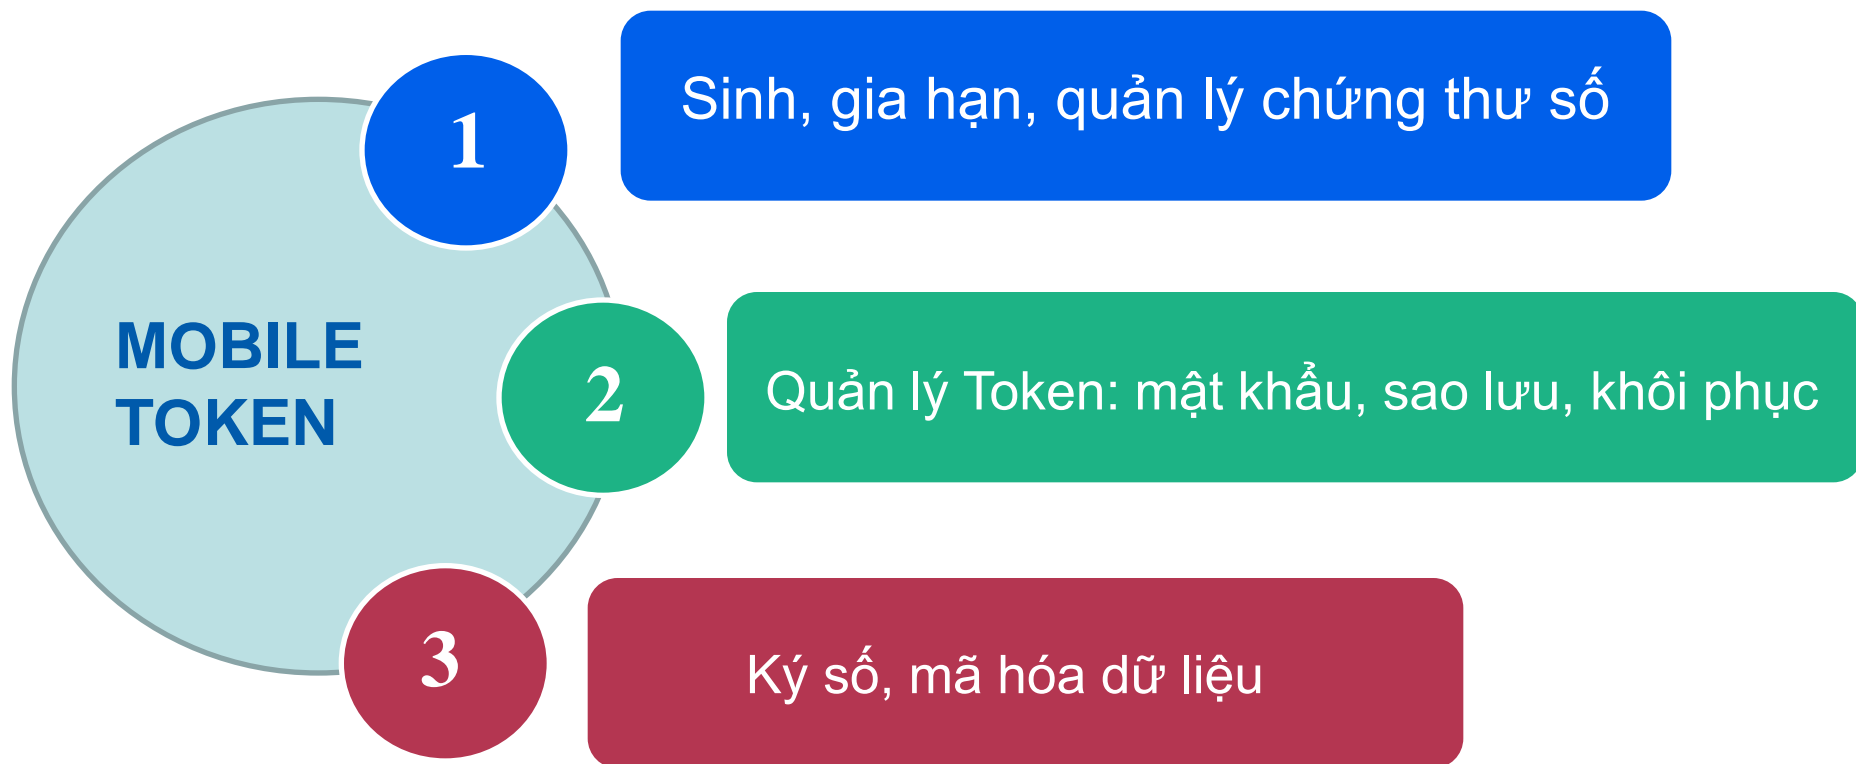 MOBILE
TOKEN
1
Sinh, gia hạn, quản lý chứng thư số
2
Quản lý Token: mật khẩu, sao lưu, khôi phục
3
Ký số, mã hóa dữ liệu